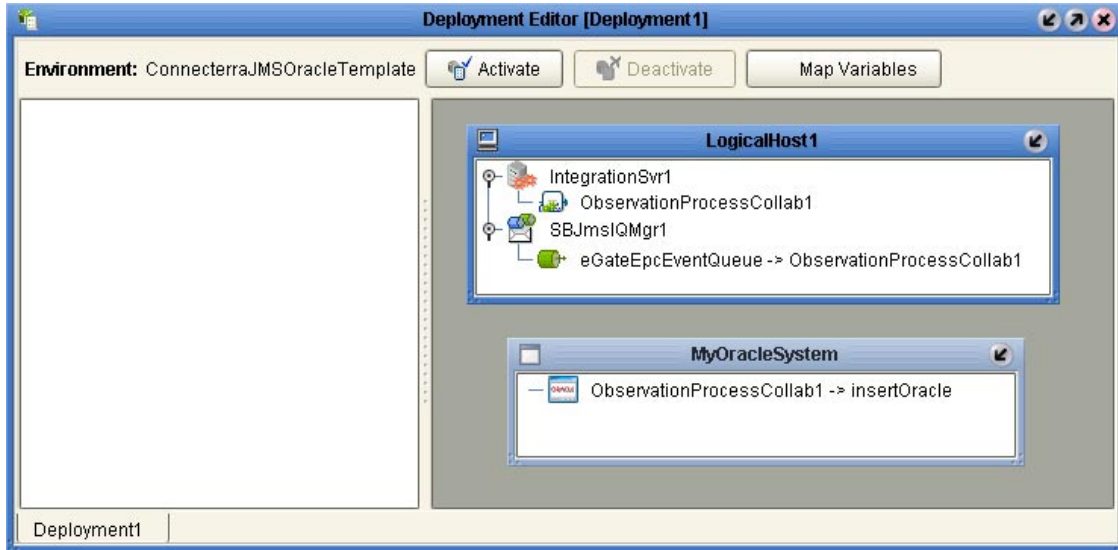 Deployment Editor [Deployment1]
Environment: ConnecterraJMSOracleTemplate
Activate
Deactivate
Map Variables
LogicalHost1
IntegrationSvr1
ObservationProcessCollab1
SBJmsIQMgr1
eGateEpcEventQueue -> ObservationProcessCollab1
MyOracleSystem
ORACLE
ObservationProcessCollab1 -> insertOracle
Deployment1